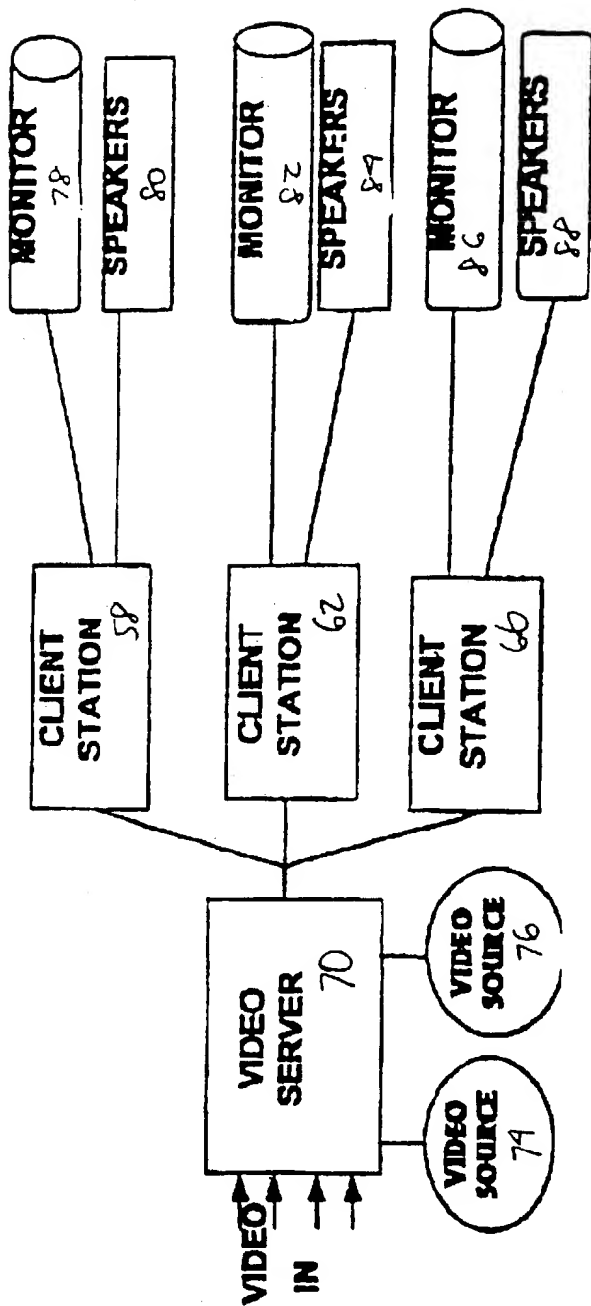 VIDEO
IN
VIDEO
SERVER
70
VIDEO
SOURCE
74
VIDEO
SOURCE
76
CLIENT
STATION
58
CLIENT
STATION
62
CLIENT
STATION
66
MONITOR
78
SPEAKERS
80
MONITOR
28
SPEAKERS
84
MONITOR
86
SPEAKERS
88